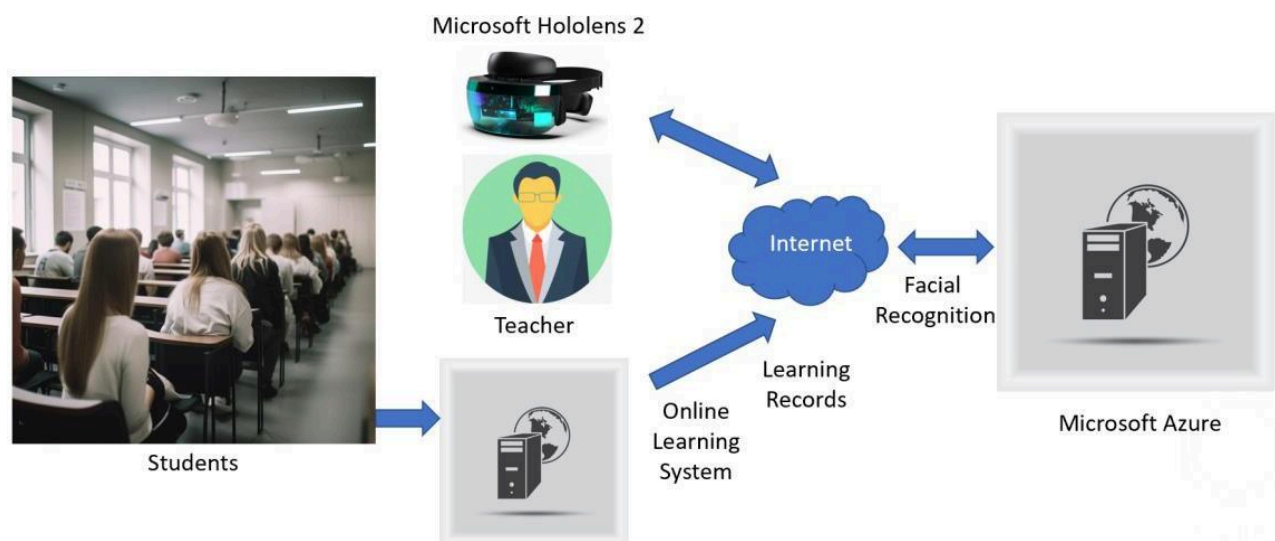 Microsoft Hololens 2
Students
Teacher
Online
Learning
System
Learning
Records
Internet
Facial
Recognition
Microsoft Azure